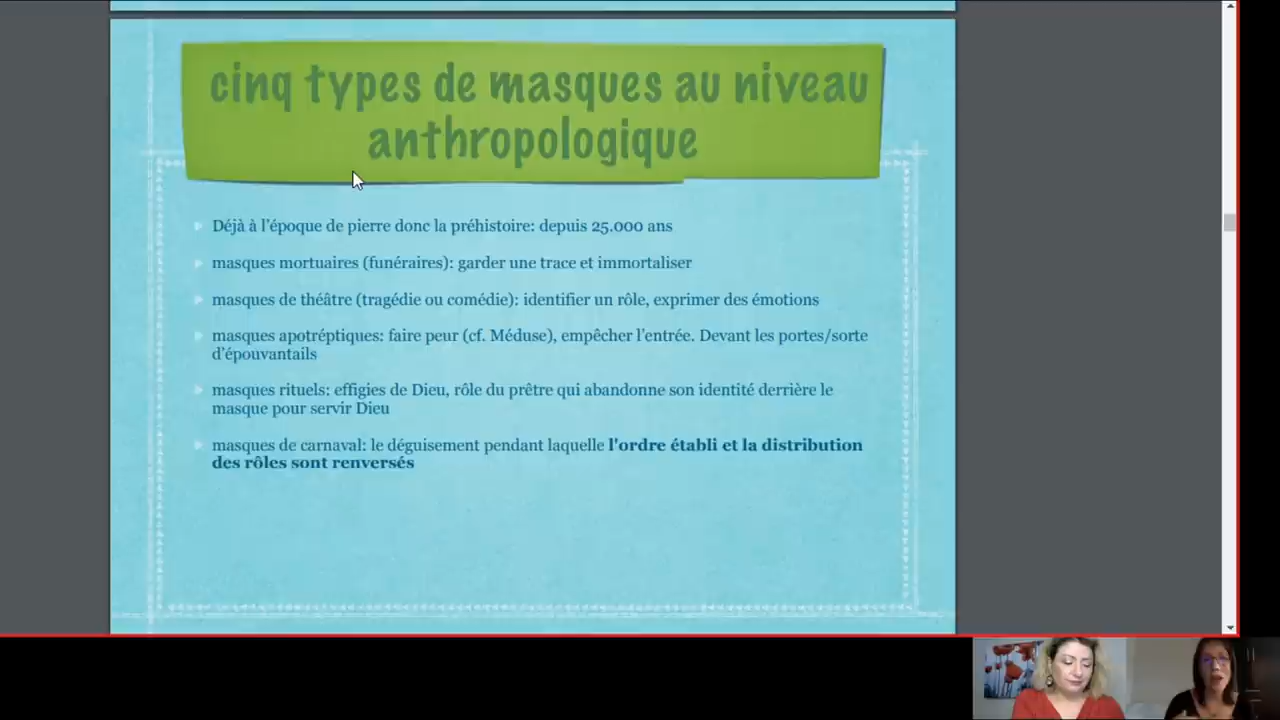 cinq types de masques au niveau
anthropologique
Déjà à l'époque de pierre donc la préhistoire: depuis 25.000 ans
masques mortuaires (funéraires): garder une trace et immortaliser
masques de théâtre (tragédie ou comédie): identifier un rôle, exprimer des émotions
masques apotréptiques: faire peur (cf. Méduse), empêcher l'entrée. Devant les portes/sorte
d'épouvantails
masques rituels: effigies de Dieu, rôle du prêtre qui abandonne son identité derrière le
masque pour servir Dieu
masques de carnaval: le déguisement pendant laquelle l'ordre établi et la distribution
des rôles sont renversés